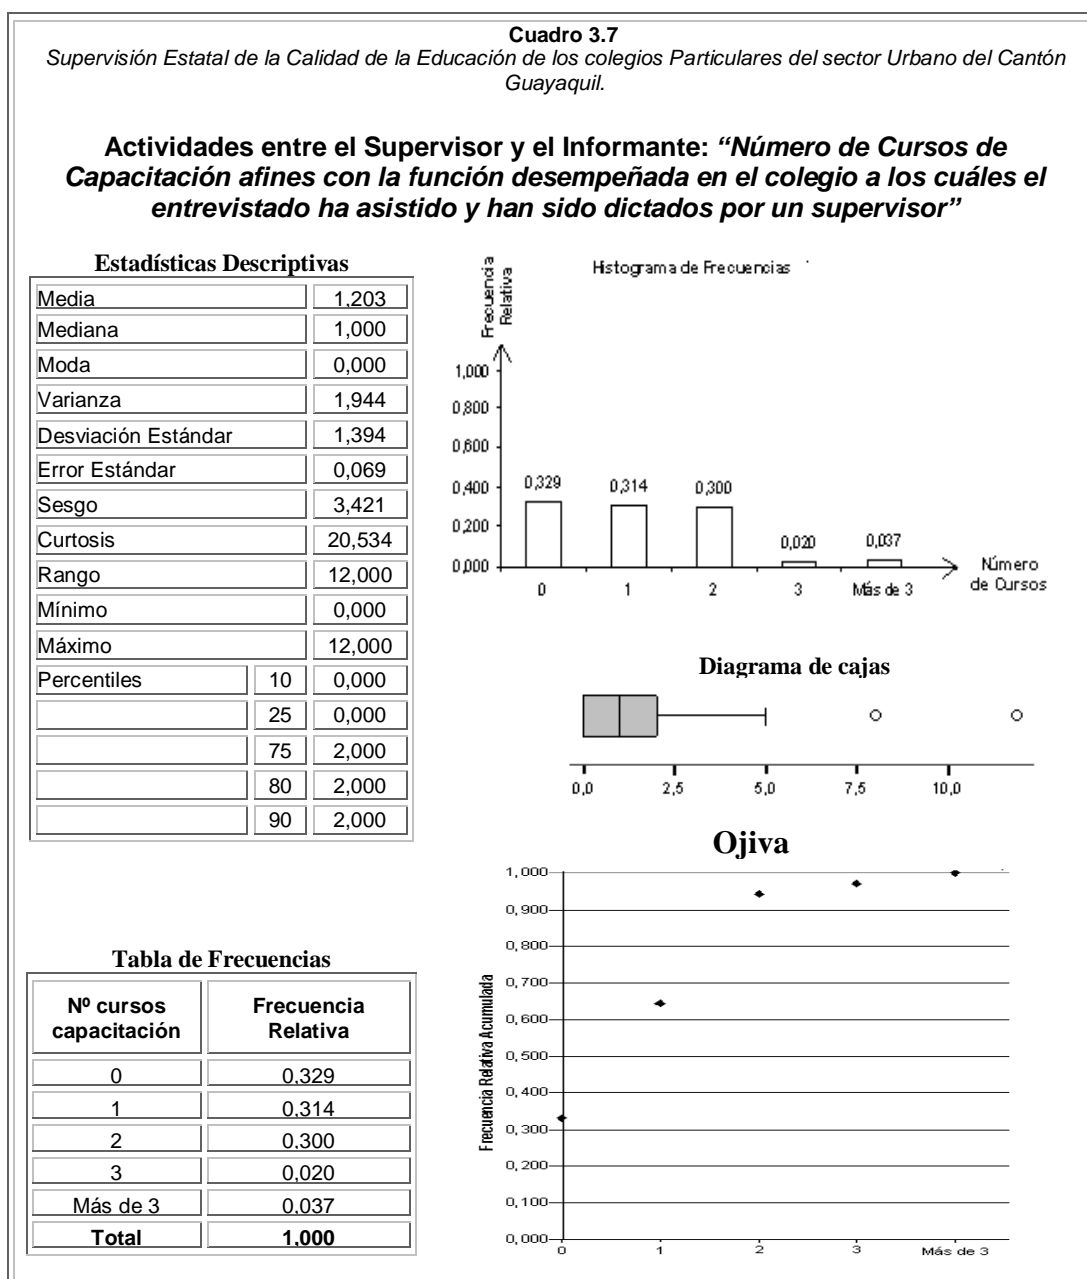 Cuadro 3.7
Supervisión Estatal de la Calidad de la Educación de los colegios Particulares del sector Urbano del Cantón
Guayaquil.
Actividades entre el Supervisor y el Informante: “Número de Cursos de
Capacitación afines con la función desempeñada en el colegio a los cuáles el
entrevistado ha asistido y han sido dictados por un supervisor”
Estadísticas Descriptivas
Media 1,203
Mediana 1,000
Moda 0,000
Varianza 1,944
Desviación Estándar 1,394
Error Estándar 0,069
Sesgo 3,421
Curtosis 20,534
Rango 12,000
Mínimo 0,000
Máximo 12,000
Percentiles 10 0,000
25 0,000
75 2,000
80 2,000
90 2,000
Histograma de Frecuencias
Frecuencia
Relativa
1,000
0,800
0,600
0,400
0,200
0,000
0,329
0,314
0,300
0,020
0,037
0 1 2 3 Más de 3
Número
de Cursos
Diagrama de cajas
0,0 2,5 5,0 7,5 10,0
Tabla de Frecuencias
Nº cursos
capacitación
Frecuencia
Relativa
0 0,329
1 0,314
2 0,300
3 0,020
Más de 3 0,037
Total 1,000
Ojiva
Frecuencia Relativa Acumulada
1,000
0,900
0,800
0,700
0,600
0,500
0,400
0,300
0,200
0,100
0,000
0 1 2 3 Más de 3